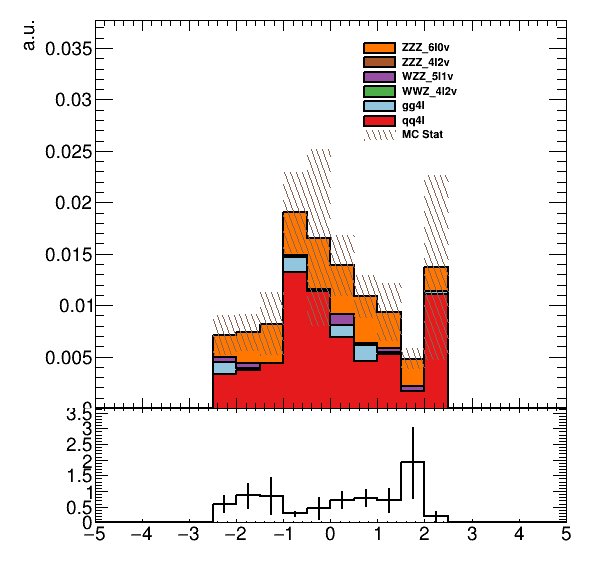 a.u.
0.035
0.03
0.025
0.02
0.015
0.01
0.005
0
ZZZ_6l0v
ZZZ_4l2v
WZZ_5l1v
WWZ_4l2v
gg4l
qq4l
MC Stat
3.5
3
2.5
2
1.5
1
0.5
0
−5 −4 −3 −2 −1 0 1 2 3 4 5